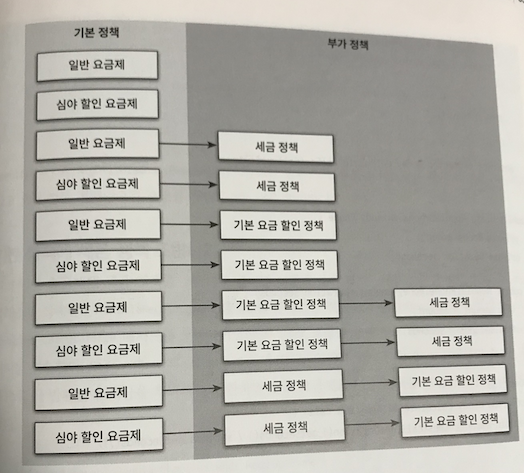 기본 정책
부가 정책
일반 요금제
심야 할인 요금제
일반 요금제 세금 정책
심야 할인 요금제 세금 정책
일반 요금제 기본 요금 할인 정책
심야 할인 요금제 기본 요금 할인 정책
일반 요금제 기본 요금 할인 정책 세금 정책
심야 할인 요금제 기본 요금 할인 정책 세금 정책
일반 요금제 세금 정책 기본 요금 할인 정책
심야 할인 요금제 세금 정책 기본 요금 할인 정책